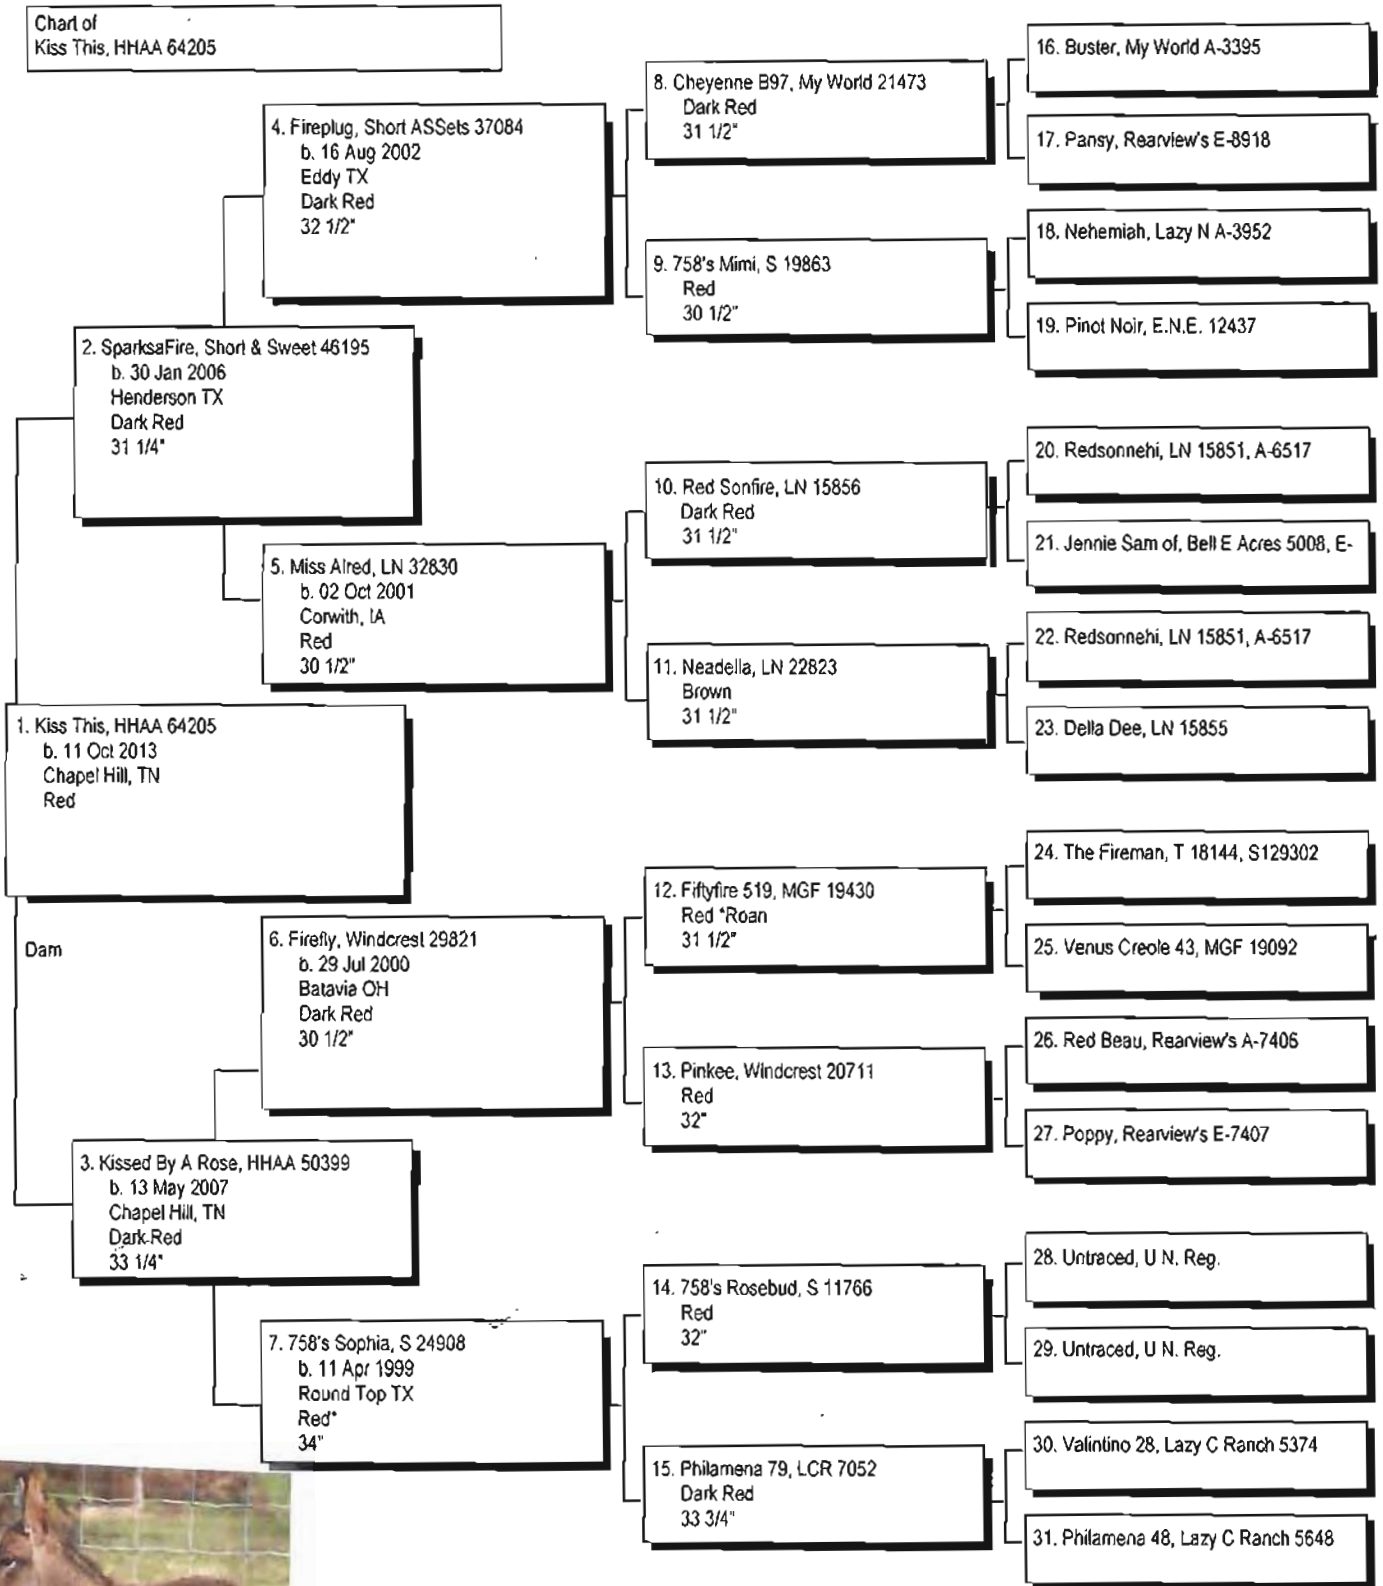 Chart of
Kiss This, HHAA 64205
1. Kiss This, HHAA 64205
b. 11 Oct 2013
Chapel Hill, TN
Red
Dam
2. SparksaFire, Short & Sweet 46195
b. 30 Jan 2006
Henderson TX
Dark Red
31 1/4"
3. Kissed By A Rose, HHAA 50399
b. 13 May 2007
Chapel Hill, TN
Dark Red
33 1/4"
4. Fireplug, Short ASSets 37084
b. 16 Aug 2002
Eddy TX
Dark Red
32 1/2"
5. Miss Alred, LN 32830
b. 02 Oct 2001
Corwith, IA
Red
30 1/2"
6. Firefly, Windcrest 29821
b. 29 Jul 2000
Batavia OH
Dark Red
30 1/2"
7. 758's Sophia, S 24908
b. 11 Apr 1999
Round Top TX
Red*
34"
8. Cheyenne B97, My World 21473
Dark Red
31 1/2"
9. 758's Mimi, S 19863
Red
30 1/2"
10. Red Sonfire, LN 15856
Dark Red
31 1/2"
11. Neadella, LN 22823
Brown
31 1/2"
12. Fiftyfire 519, MGF 19430
Red *Roan
31 1/2"
13. Pinkee, Windcrest 20711
Red
32"
14. 758's Rosebud, S 11766
Red
32"
15. Philamena 79, LCR 7052
Dark Red
33 3/4"
16. Buster, My World A-3395
17. Pansy, Rearview's E-8918
18. Nehemiah, Lazy N A-3952
19. Pinot Noir, E.N.E. 12437
20. Redsonnehi, LN 15851, A-6517
21. Jennie Sam of, Bell E Acres 5008, E-
22. Redsonnehi, LN 15851, A-6517
23. Della Dee, LN 15855
24. The Fireman, T 18144, S129302
25. Venus Creole 43, MGF 19092
26. Red Beau, Rearview's A-7406
27. Poppy, Rearview's E-7407
28. Untraced, U N. Reg.
29. Untraced, U N. Reg.
30. Valintino 28, Lazy C Ranch 5374
31. Philamena 48, Lazy C Ranch 5648